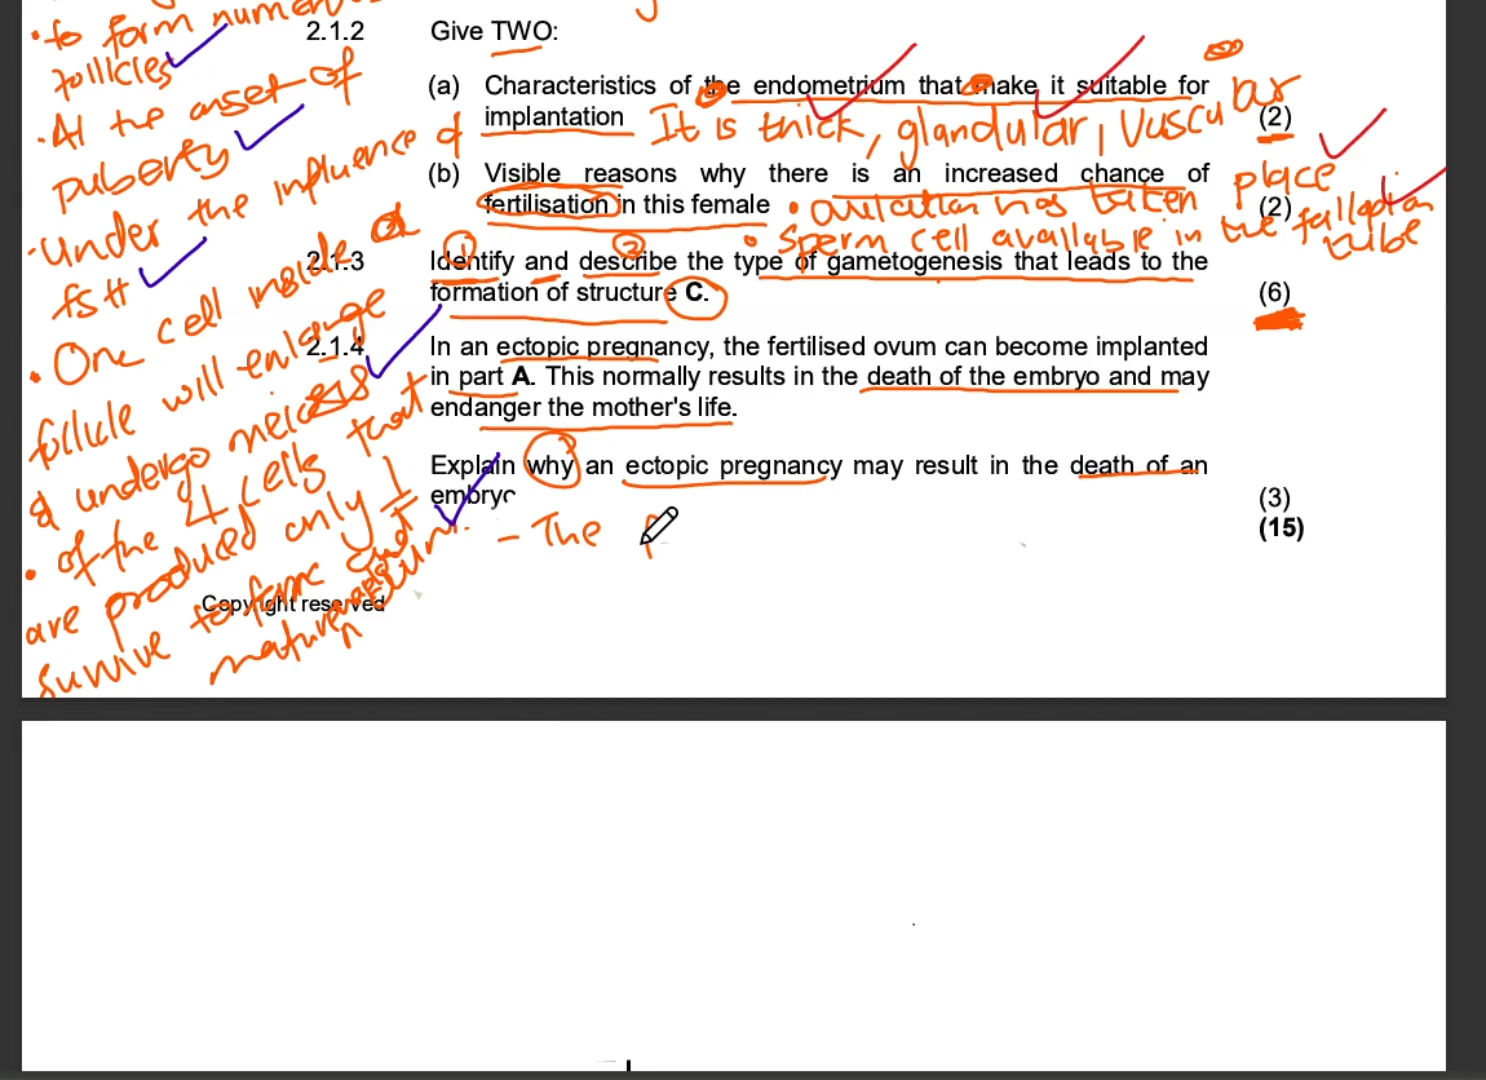 • to form
follicles
• At the onset of
puberty
• under the influence of
FSH
• One cell inside a
follicle will enlarge
& undergo meiosis
• of the 4 cells that
are produced only 1
survive to form
mature
2.1.2 Give TWO:
(a) Characteristics of the endometrium that make it suitable for
implantation (2)
It is thick, glandular, vascular
(b) Visible reasons why there is an increased chance of
fertilisation in this female (2)
• ovulation has taken place
• sperm cell available in the fallopian
tube
2.1.3 Identify and describe the type of gametogenesis that leads to the
① ②
formation of structure C. (6)
2.1.4 In an ectopic pregnancy, the fertilised ovum can become implanted
in part A. This normally results in the death of the embryo and may
endanger the mother's life.
Explain why an ectopic pregnancy may result in the death of an
embryo (3)
- The
(15)
Copyright reserved